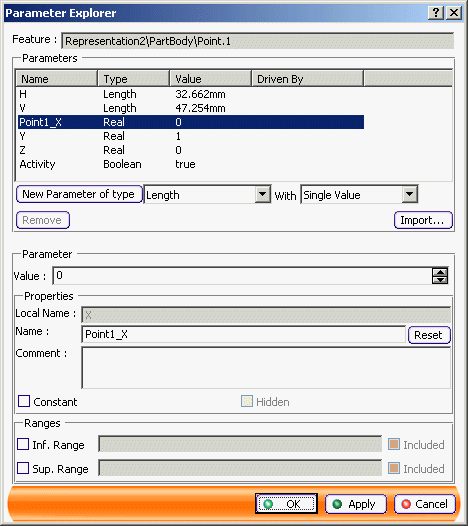 Parameter Explorer
Feature : Representation2\PartBody\Point.1
Parameters
Name Type Value Driven By
H Length 32.662mm
V Length 47.254mm
Point1_X Real 0
Y Real 1
Z Real 0
Activity Boolean true
New Parameter of type Length With Single Value
Remove Import...
Parameter
Value : 0
Properties
Local Name : X
Name : Point1_X Reset
Comment :
Constant Hidden
Ranges
Inf. Range Included
Sup. Range Included
OK Apply Cancel